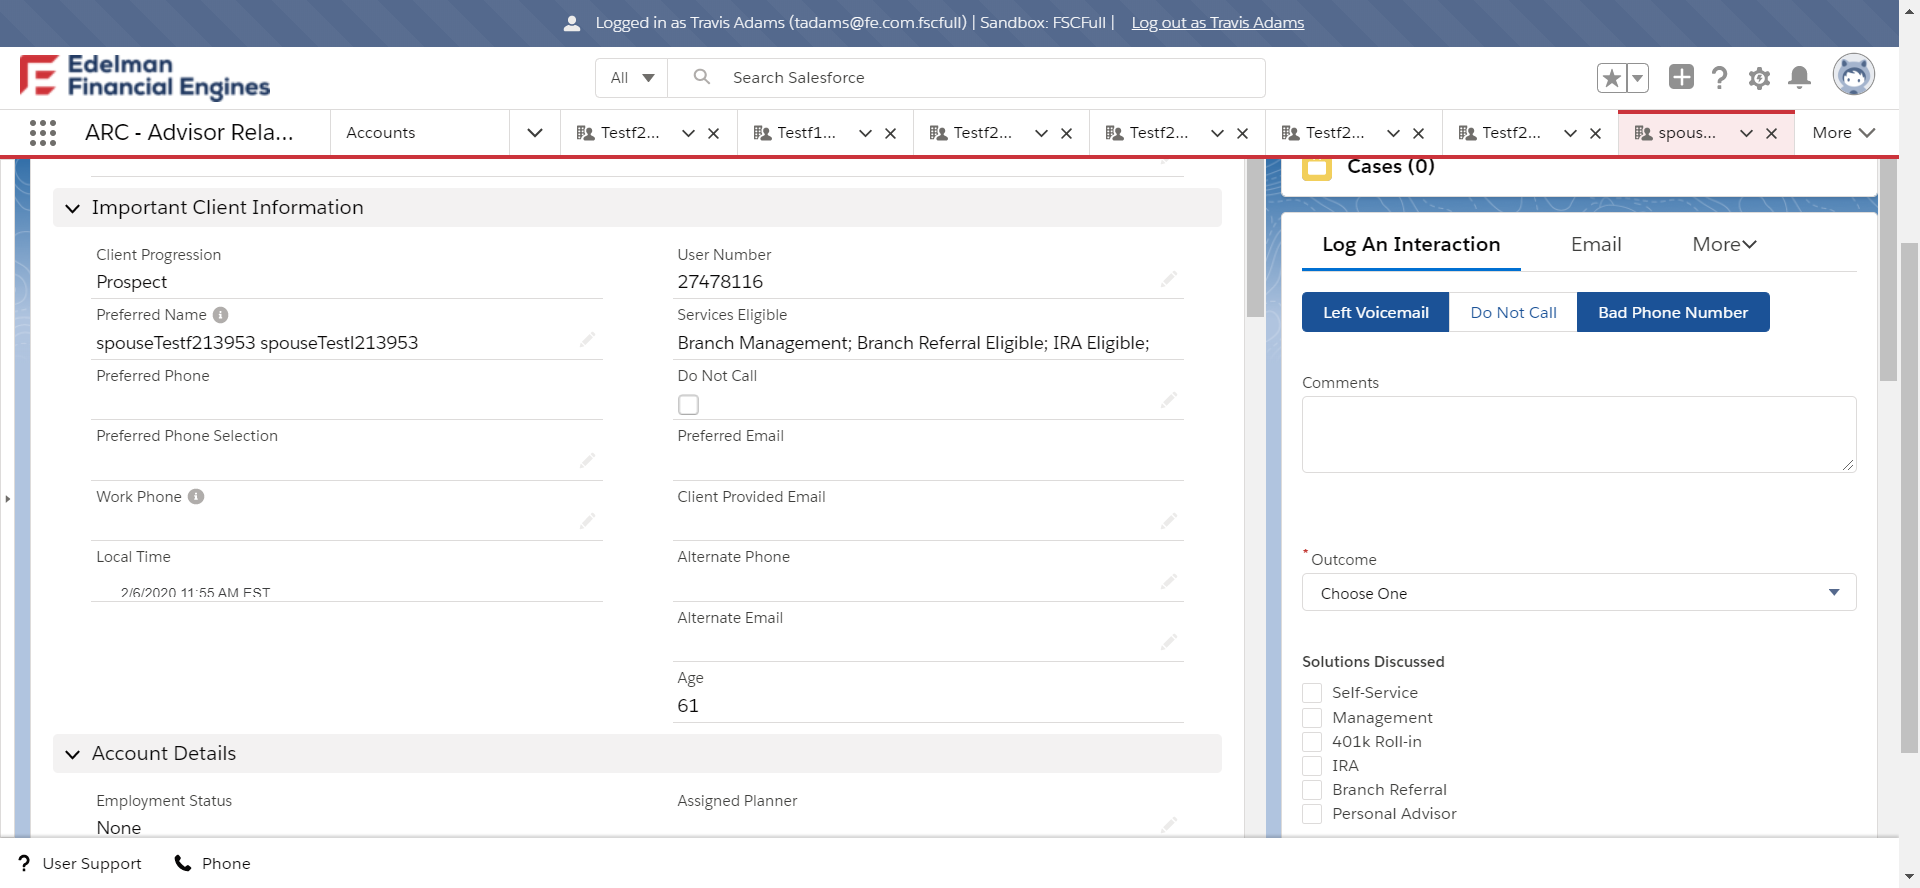 Logged in as Travis Adams (tadams@fe.com.fscfull) | Sandbox: FSCFull | Log out as Travis Adams
Edelman
Financial Engines
All
Search Salesforce
ARC - Advisor Rela...
Accounts
Testf2...
Testf1...
Testf2...
Testf2...
Testf2...
Testf2...
spous...
More
Important Client Information
Client Progression
Prospect
User Number
27478116
Preferred Name
spouseTestf213953 spouseTestl213953
Services Eligible
Branch Management; Branch Referral Eligible; IRA Eligible;
Preferred Phone
Do Not Call
Preferred Phone Selection
Preferred Email
Work Phone
Client Provided Email
Local Time
2/6/2020 11:55 AM EST
Alternate Phone
Alternate Email
Age
61
Account Details
Employment Status
None
Assigned Planner
Cases (0)
Log An Interaction
Email
More
Left Voicemail
Do Not Call
Bad Phone Number
Comments
* Outcome
Choose One
Solutions Discussed
Self-Service
Management
401k Roll-in
IRA
Branch Referral
Personal Advisor
? User Support
Phone